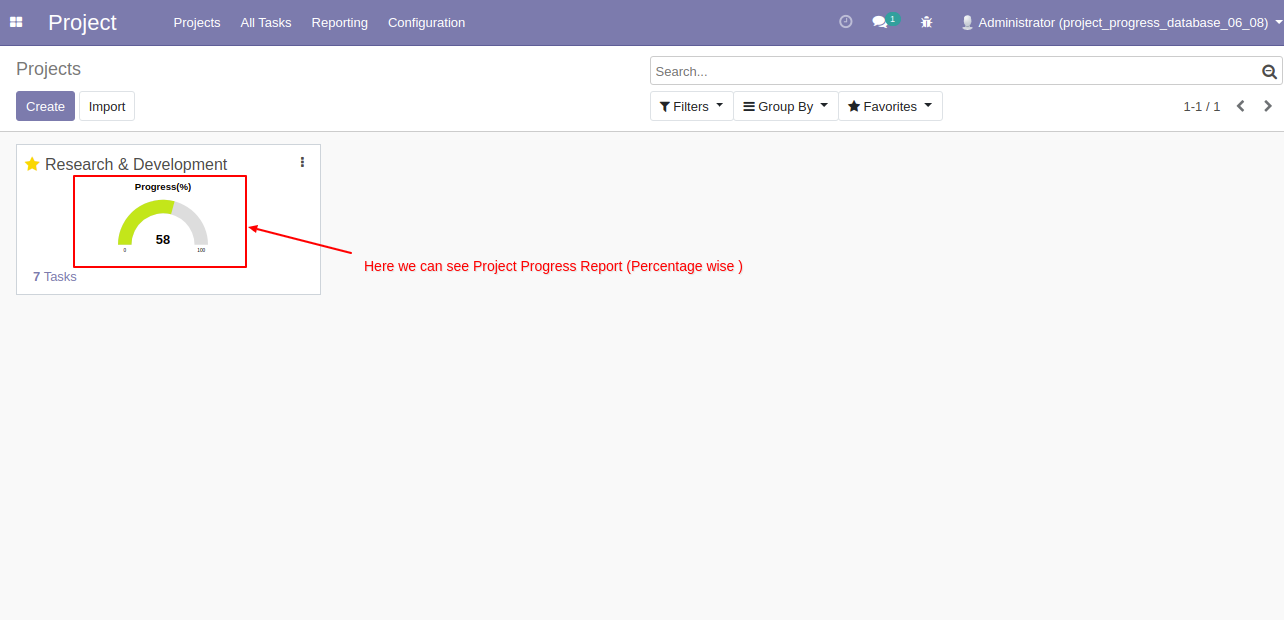 Project Projects All Tasks Reporting Configuration 1 Administrator (project_progress_database_06_08)
Projects
Search...
Create Import Filters Group By Favorites 1-1 / 1
Research & Development
Progress(%)
58
0 100
Here we can see Project Progress Report (Percentage wise )
7 Tasks